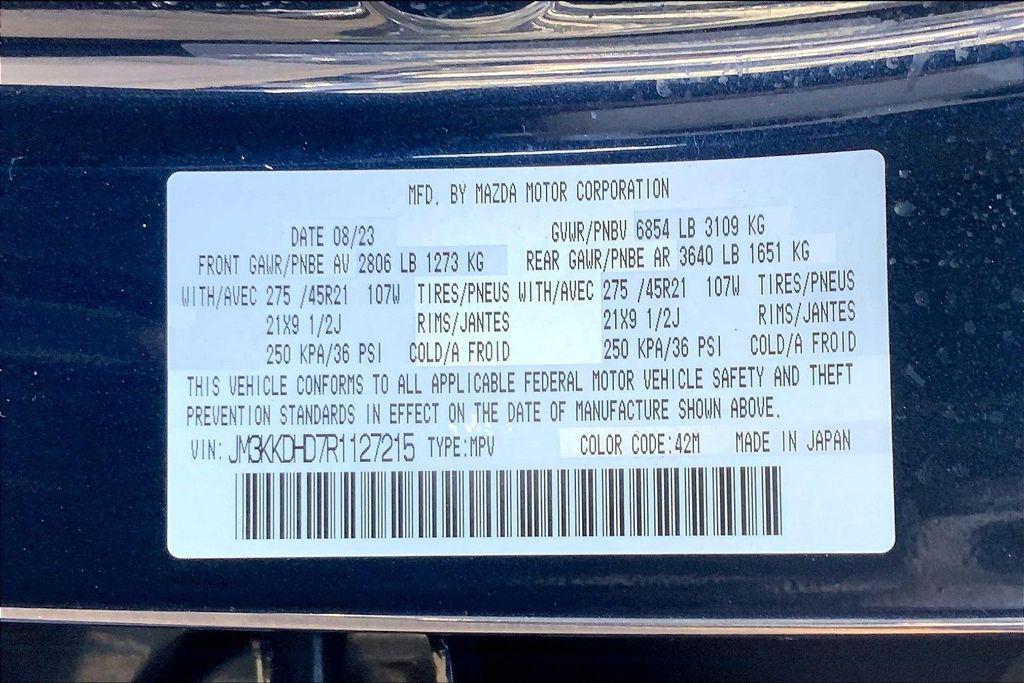 MFD. BY MAZDA MOTOR CORPORATION
DATE 08/23 GVWR/PNBV 6854 LB 3109 KG
FRONT GAWR/PNBE AV 2806 LB 1273 KG REAR GAWR/PNBE AR 3640 LB 1651 KG
WITH/AVEC 275 /45R21 107W TIRES/PNEUS WITH/AVEC 275 /45R21 107W TIRES/PNEUS
21X9 1/2J RIMS/JANTES 21X9 1/2J RIMS/JANTES
250 KPA/36 PSI COLD/A FROID 250 KPA/36 PSI COLD/A FROID
THIS VEHICLE CONFORMS TO ALL APPLICABLE FEDERAL MOTOR VEHICLE SAFETY AND THEFT
PREVENTION STANDARDS IN EFFECT ON THE DATE OF MANUFACTURE SHOWN ABOVE.
VIN: JM3KKDHD7R1127215 TYPE:MPV COLOR CODE:42M MADE IN JAPAN